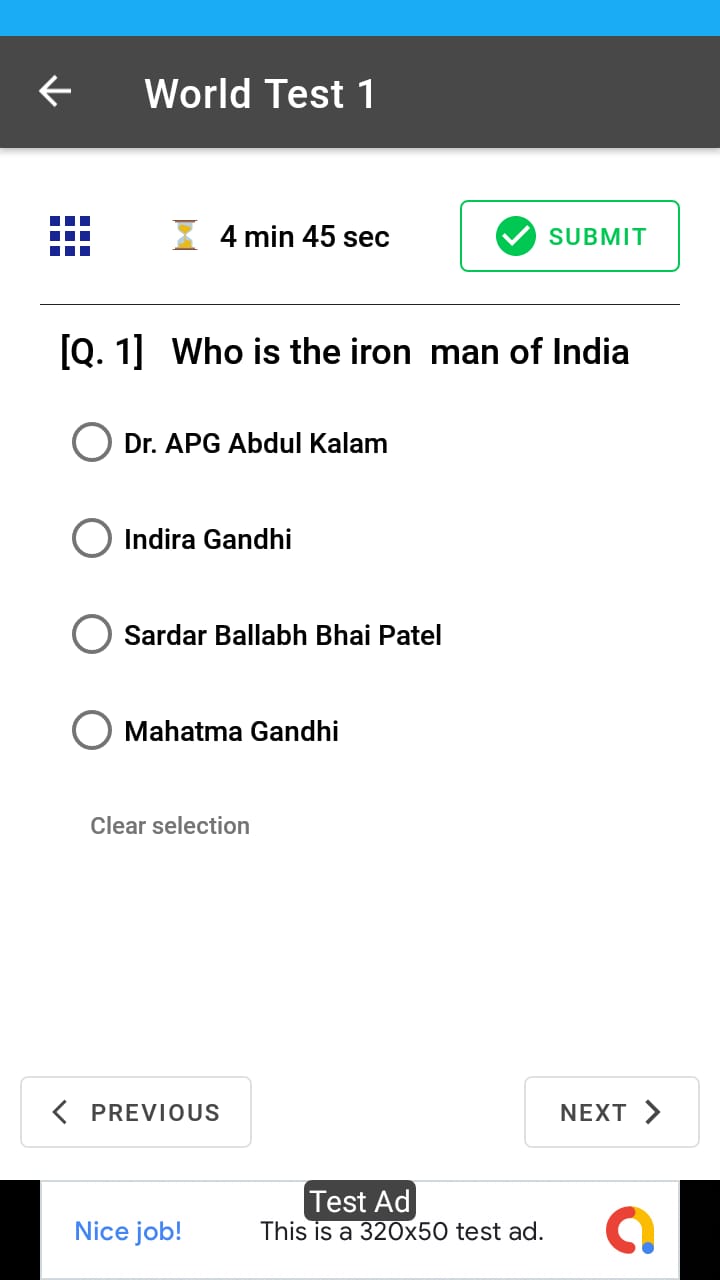 World Test 1
4 min 45 sec
SUBMIT
[Q. 1] Who is the iron man of India
Dr. APG Abdul Kalam
Indira Gandhi
Sardar Ballabh Bhai Patel
Mahatma Gandhi
Clear selection
PREVIOUS
NEXT
Test Ad
Nice job!
This is a 320x50 test ad.